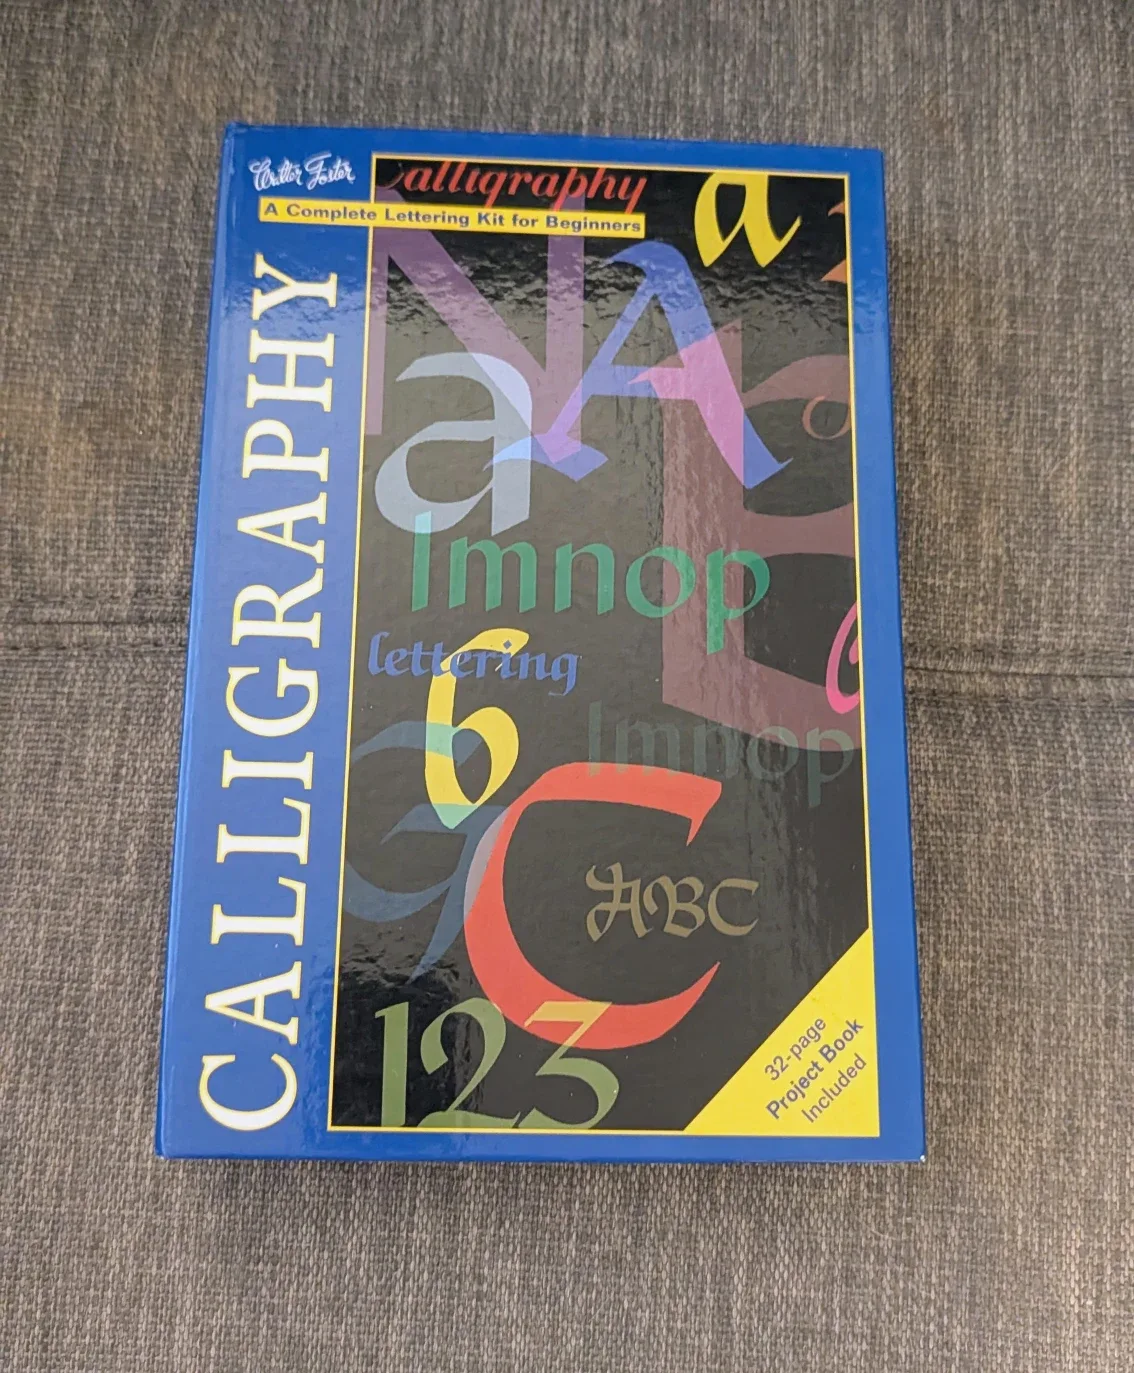 Walter Foster
Calligraphy
A Complete Lettering Kit for Beginners
CALLIGRAPHY
a
NA
a
B
lmnop
lettering
6
lmnop
a
C
ABC
123
32-page
Project Book
Included